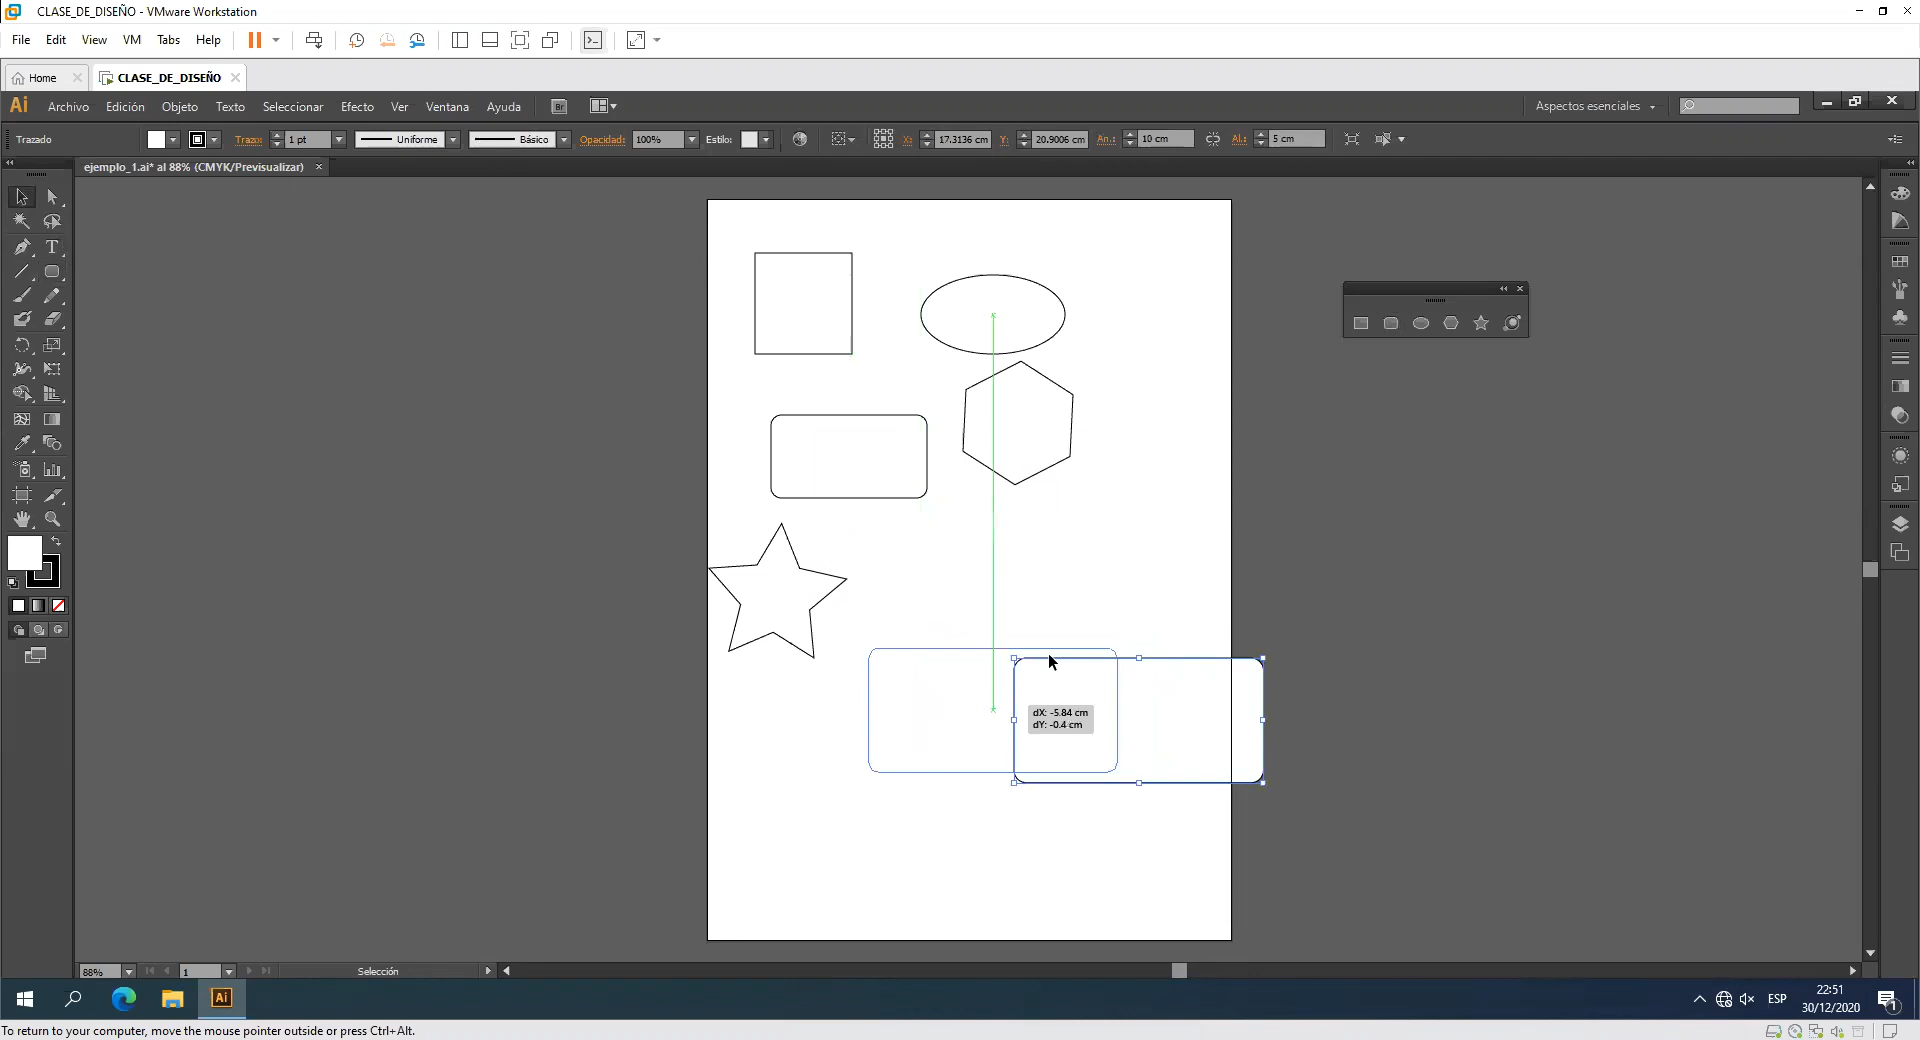 CLASE_DE_DISEÑO - VMware Workstation
File Edit View VM Tabs Help
Home CLASE_DE_DISEÑO
Ai Archivo Edición Objeto Texto Seleccionar Efecto Ver Ventana Ayuda Br Aspectos esenciales
Trazado Trazo: 1 pt Uniforme Básico Opacidad: 100% Estilo: X: 17.3136 cm Y: 20.9006 cm An.: 10 cm Al.: 5 cm
ejemplo_1.ai* al 88% (CMYK/Previsualizar)
dX: -5.84 cm
dY: -0.4 cm
88% 1 Selección
Ai ESP 22:51
30/12/2020 1
To return to your computer, move the mouse pointer outside or press Ctrl+Alt.